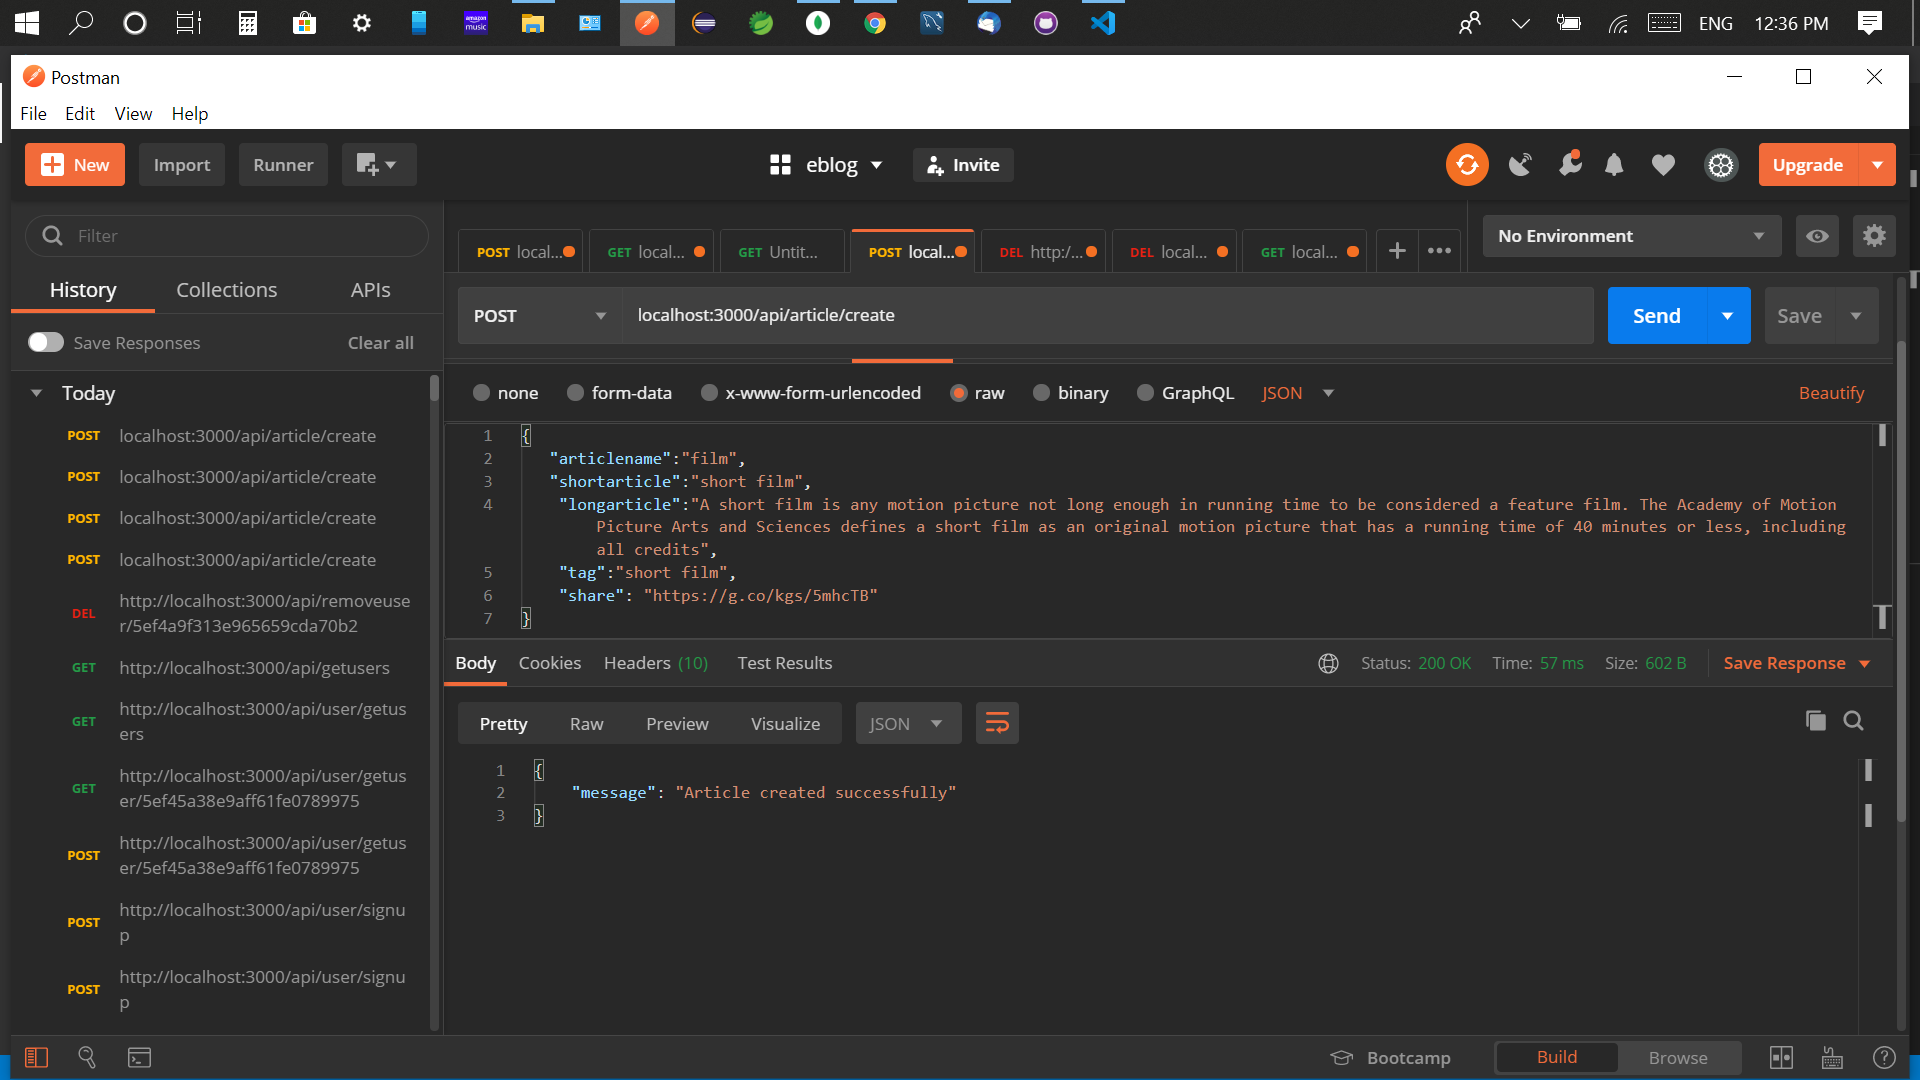 ENG 12:36 PM
Postman
File Edit View Help
New Import Runner eblog Invite Upgrade
Filter
History Collections APIs
Save Responses Clear all
Today
POST localhost:3000/api/article/create
POST localhost:3000/api/article/create
POST localhost:3000/api/article/create
POST localhost:3000/api/article/create
DEL http://localhost:3000/api/removeuse
r/5ef4a9f313e965659cda70b2
GET http://localhost:3000/api/getusers
GET http://localhost:3000/api/user/getus
ers
GET http://localhost:3000/api/user/getus
er/5ef45a38e9aff61fe0789975
POST http://localhost:3000/api/user/getus
er/5ef45a38e9aff61fe0789975
POST http://localhost:3000/api/user/signu
p
POST http://localhost:3000/api/user/signu
p
POST local... GET local... GET Untit... POST local... DEL http:/... DEL local... GET local... No Environment
POST localhost:3000/api/article/create Send Save
none form-data x-www-form-urlencoded raw binary GraphQL JSON Beautify
1 {
2 "articlename":"film",
3 "shortarticle":"short film",
4 "longarticle":"A short film is any motion picture not long enough in running time to be considered a feature film. The Academy of Motion
Picture Arts and Sciences defines a short film as an original motion picture that has a running time of 40 minutes or less, including
all credits",
5 "tag":"short film",
6 "share": "https://g.co/kgs/5mhcTB"
7 }
Body Cookies Headers (10) Test Results Status: 200 OK Time: 57 ms Size: 602 B Save Response
Pretty Raw Preview Visualize JSON
1 {
2 "message": "Article created successfully"
3 }
Bootcamp Build Browse